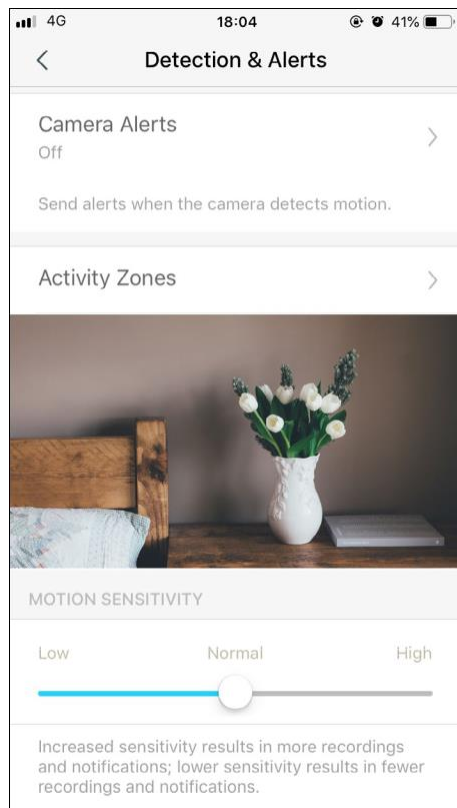 4G 18:04 41%
Detection & Alerts
Camera Alerts
Off
Send alerts when the camera detects motion.
Activity Zones
MOTION SENSITIVITY
Low Normal High
Increased sensitivity results in more recordings
and notifications; lower sensitivity results in fewer
recordings and notifications.